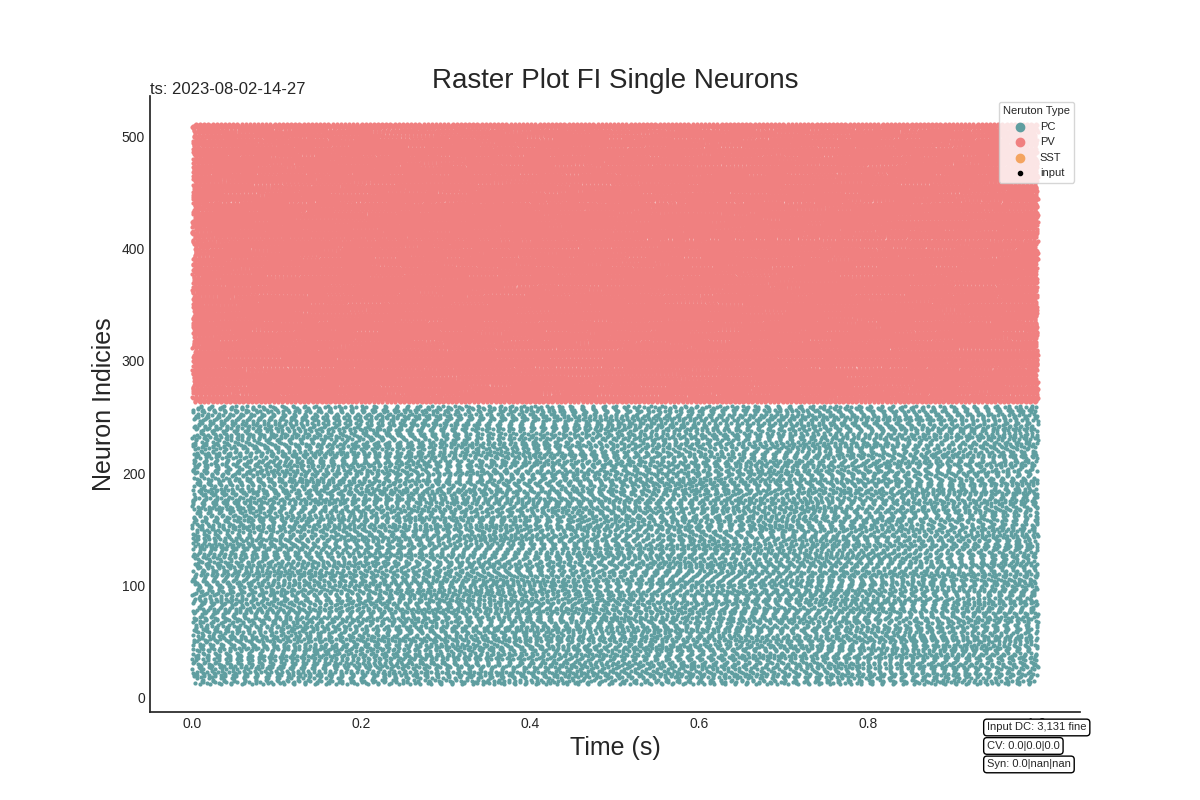 Raster Plot FI Single Neurons
ts: 2023-08-02-14-27
Neruton Type
PC
PV
SST
input
500
400
300
200
100
0
Neuron Indicies
0.0 0.2 0.4 0.6 0.8
Time (s)
Input DC: 3,131 fine
CV: 0.0|0.0|0.0
Syn: 0.0|nan|nan